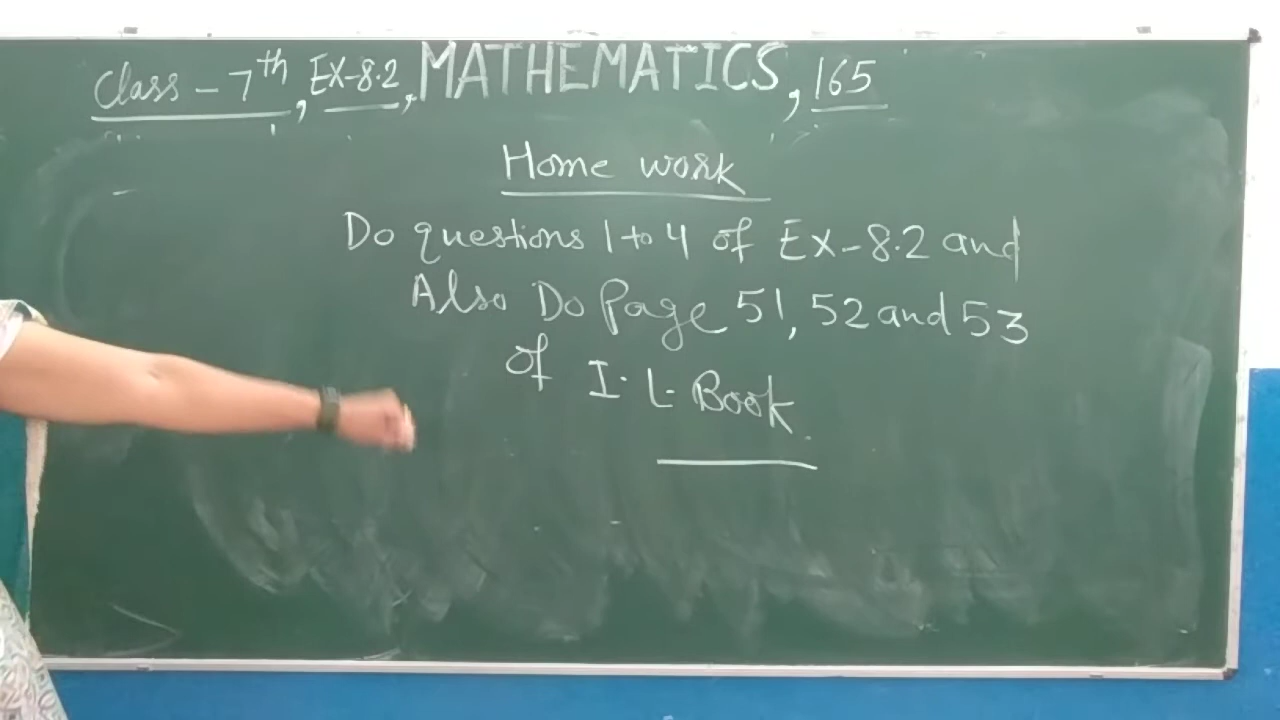 Class - 7th, EX-8.2, MATHEMATICS, 165
Home work
Do questions 1 to 4 of EX-8.2 and
Also Do Page 51, 52 and 53
of I.L. Book.